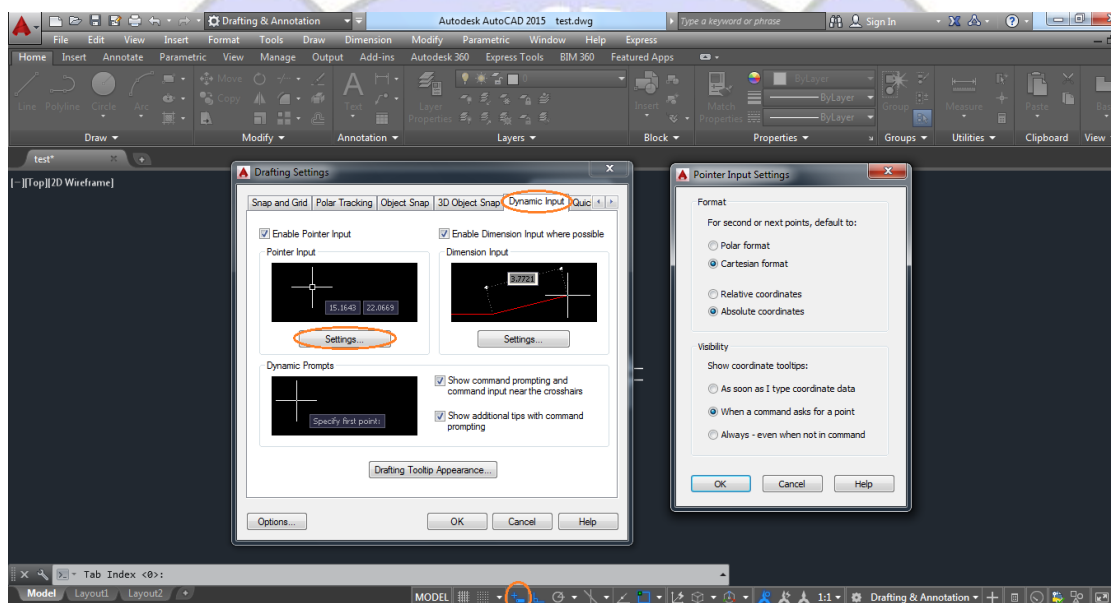 Drafting & Annotation
Autodesk AutoCAD 2015 test.dwg
Type a keyword or phrase
Sign In
File Edit View Insert Format Tools Draw Dimension Modify Parametric Window Help Express
Home Insert Annotate Parametric View Manage Output Add-ins Autodesk 360 Express Tools BIM 360 Featured Apps
Move
ByLayer
Line Polyline Circle Arc
Copy
Text
Layer
Properties
Insert
Match
Properties
ByLayer
ByLayer
Group
Measure
Paste
Draw
Modify
Annotation
Layers
Block
Properties
Groups
Utilities
Clipboard
View
test*
[−][Top][2D Wireframe]
Drafting Settings
Snap and Grid Polar Tracking Object Snap 3D Object Snap Dynamic Input Quic
Enable Pointer Input
Enable Dimension Input where possible
Pointer Input
Dimension Input
3.7721
15.1643 22.0669
Settings...
Settings...
Dynamic Prompts
Show command prompting and
command input near the crosshairs
Specify first point:
Show additional tips with command
prompting
Drafting Tooltip Appearance...
Options...
OK
Cancel
Help
Pointer Input Settings
Format
For second or next points, default to:
Polar format
Cartesian format
Relative coordinates
Absolute coordinates
Visibility
Show coordinate tooltips:
As soon as I type coordinate data
When a command asks for a point
Always - even when not in command
OK
Cancel
Help
Tab Index <0>:
Model Layout1 Layout2
MODEL
1:1
Drafting & Annotation